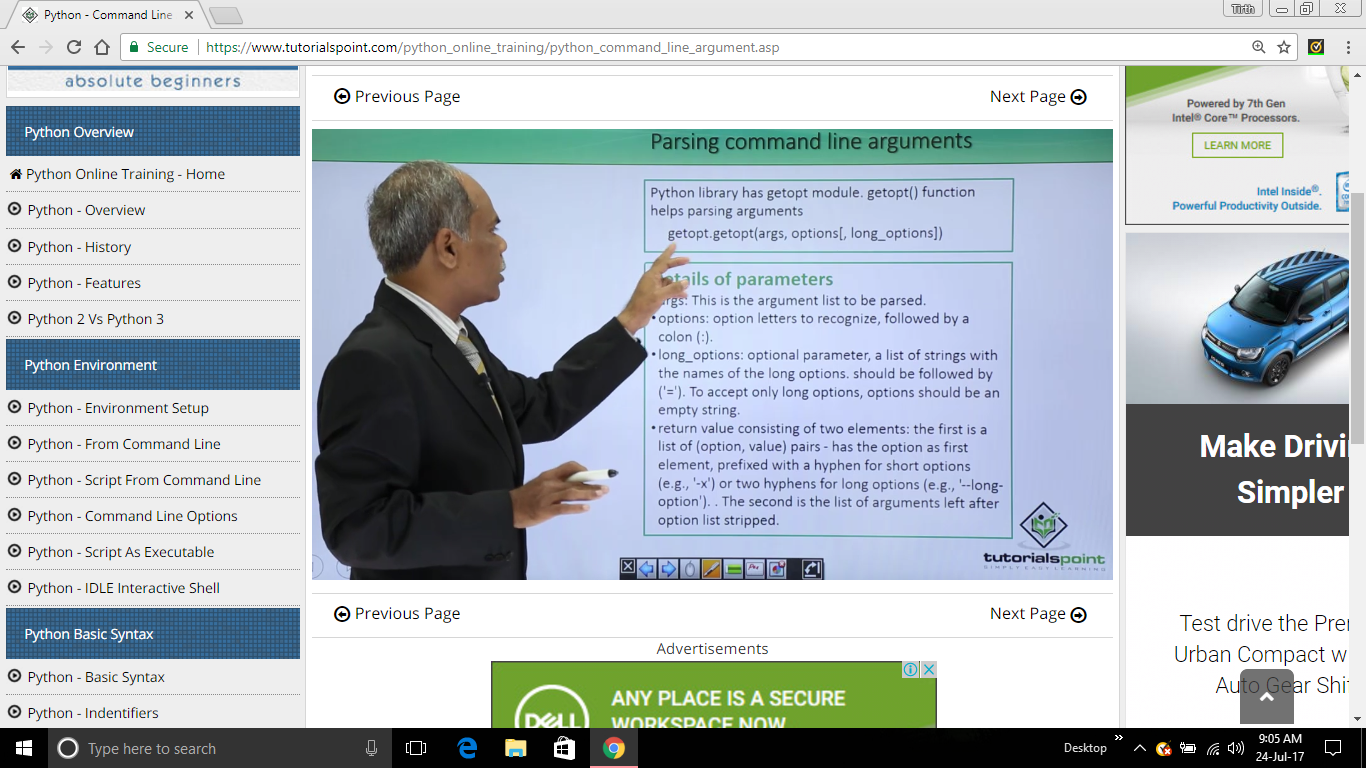 Python - Command Line
Tirth
Secure
https://www.tutorialspoint.com/python_online_training/python_command_line_argument.asp
absolute beginners
Python Overview
Python Online Training - Home
Python - Overview
Python - History
Python - Features
Python 2 Vs Python 3
Python Environment
Python - Environment Setup
Python - From Command Line
Python - Script From Command Line
Python - Command Line Options
Python - Script As Executable
Python - IDLE Interactive Shell
Python Basic Syntax
Python - Basic Syntax
Python - Indentifiers
Previous Page
Next Page
Parsing command line arguments
Python library has getopt module. getopt() function
helps parsing arguments
getopt.getopt(args, options[, long_options])
of parameters
This is the argument list to be parsed.
•options: option letters to recognize, followed by a
colon (:).
•long_options: optional parameter, a list of strings with
the names of the long options. should be followed by
('='). To accept only long options, options should be an
empty string.
•return value consisting of two elements: the first is a
list of (option, value) pairs - has the option as first
element, prefixed with a hyphen for short options
(e.g., '-x') or two hyphens for long options (e.g., '--long-
option'). . The second is the list of arguments left after
option list stripped.
tutorialspoint
SIMPLY EASY LEARNING
Previous Page
Next Page
Advertisements
DELL
ANY PLACE IS A SECURE
WORKSPACE NOW
Powered by 7th Gen
Intel® Core™ Processors.
LEARN MORE
Intel Inside®.
Powerful Productivity Outside.
Make
Simpler
Test drive the
Urban Compact
Auto Gear
Type here to search
Desktop
9:05 AM
24-Jul-17